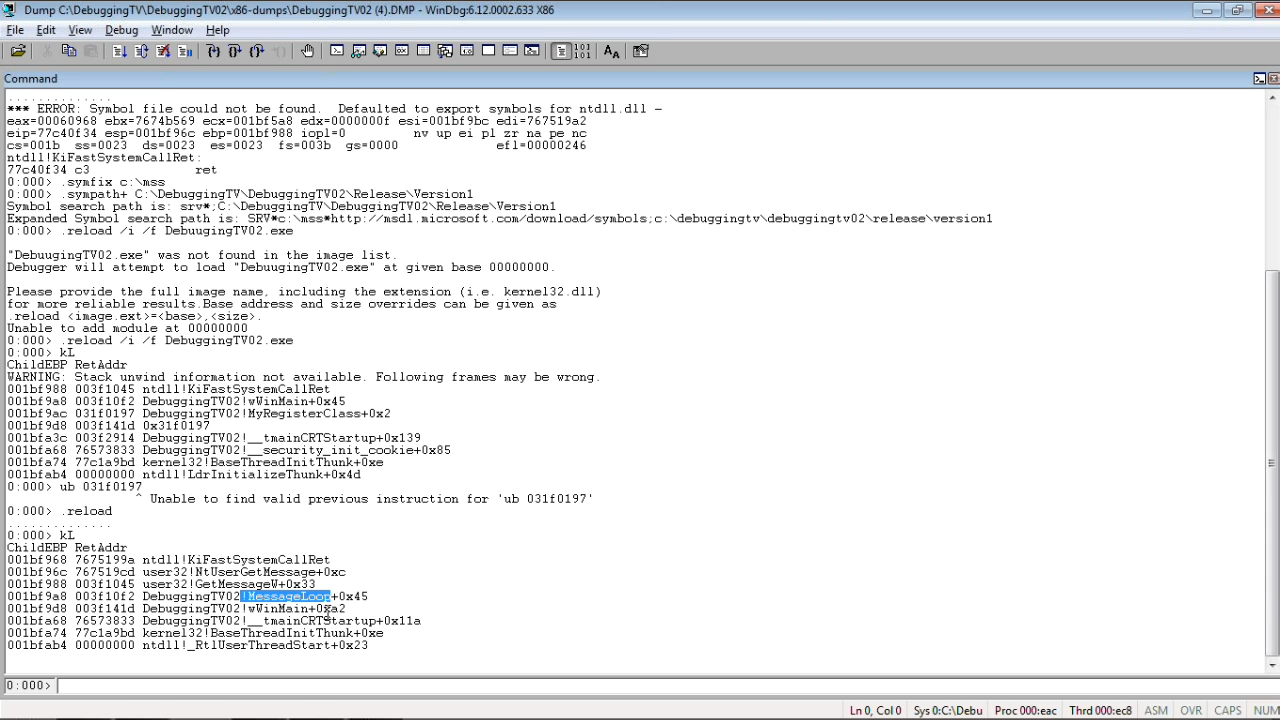 Dump C:\DebuggingTV\DebuggingTV02\x86-dumps\DebuggingTV02 (4).DMP - WinDbg:6.12.0002.633 X86
File Edit View Debug Window Help
Command
..............
*** ERROR: Symbol file could not be found.  Defaulted to export symbols for ntdll.dll -
eax=00060968 ebx=7674b569 ecx=001bf5a8 edx=0000000f esi=001bf9bc edi=767519a2
eip=77c40f34 esp=001bf96c ebp=001bf988 iopl=0         nv up ei pl zr na pe nc
cs=001b  ss=0023  ds=0023  es=0023  fs=003b  gs=0000             efl=00000246
ntdll!KiFastSystemCallRet:
77c40f34 c3              ret
0:000> .symfix c:\mss
0:000> .sympath+ C:\DebuggingTV\DebuggingTV02\Release\Version1
Symbol search path is: srv*;C:\DebuggingTV\DebuggingTV02\Release\Version1
Expanded Symbol search path is: SRV*c:\mss*http://msdl.microsoft.com/download/symbols;c:\debuggingtv\debuggingtv02\release\version1
0:000> .reload /i /f DebuugingTV02.exe
"DebuugingTV02.exe" was not found in the image list.
Debugger will attempt to load "DebuugingTV02.exe" at given base 00000000.
Please provide the full image name, including the extension (i.e. kernel32.dll)
for more reliable results.Base address and size overrides can be given as
.reload <image.ext>=<base>,<size>.
Unable to add module at 00000000
0:000> .reload /i /f DebuggingTV02.exe
0:000> kL
ChildEBP RetAddr
WARNING: Stack unwind information not available. Following frames may be wrong.
001bf988 003f1045 ntdll!KiFastSystemCallRet
001bf9a8 003f10f2 DebuggingTV02!wWinMain+0x45
001bf9ac 031f0197 DebuggingTV02!MyRegisterClass+0x2
001bf9d8 003f141d 0x31f0197
001bfa3c 003f2914 DebuggingTV02!__tmainCRTStartup+0x139
001bfa68 76573833 DebuggingTV02!__security_init_cookie+0x85
001bfa74 77c1a9bd kernel32!BaseThreadInitThunk+0xe
001bfab4 00000000 ntdll!LdrInitializeThunk+0x4d
0:000> ub 031f0197
^ Unable to find valid previous instruction for 'ub 031f0197'
0:000> .reload
..............
0:000> kL
ChildEBP RetAddr
001bf968 7675199a ntdll!KiFastSystemCallRet
001bf96c 767519cd user32!NtUserGetMessage+0xc
001bf988 003f1045 user32!GetMessageW+0x33
001bf9a8 003f10f2 DebuggingTV02!MessageLoop+0x45
001bf9d8 003f141d DebuggingTV02!wWinMain+0xa2
001bfa68 76573833 DebuggingTV02!__tmainCRTStartup+0x11a
001bfa74 77c1a9bd kernel32!BaseThreadInitThunk+0xe
001bfab4 00000000 ntdll!_RtlUserThreadStart+0x23
0:000>
Ln 0, Col 0 Sys 0:C:\Debu Proc 000:eac Thrd 000:ec8 ASM OVR CAPS NUM